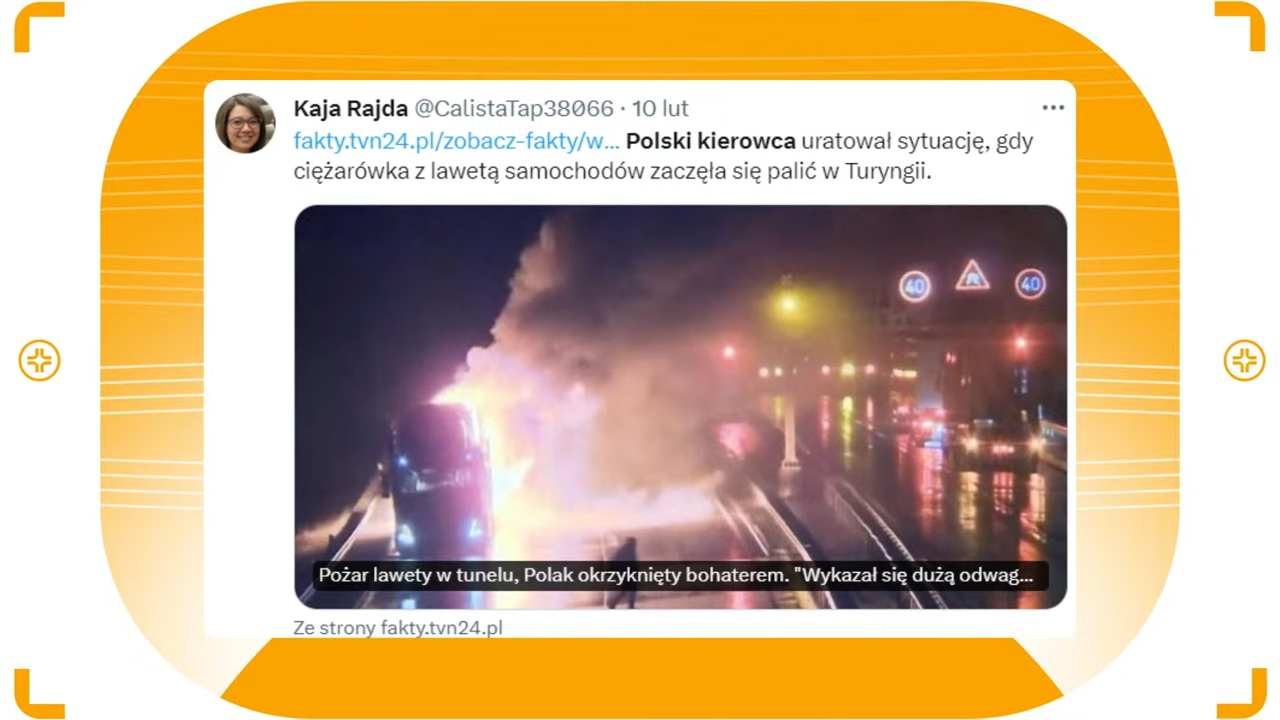 Kaja Rajda @CalistaTap38066 · 10 lut
fakty.tvn24.pl/zobacz-fakty/w... Polski kierowca uratował sytuację, gdy
ciężarówka z lawetą samochodów zaczęła się palić w Turyngii.
40
40
Pożar lawety w tunelu, Polak okrzyknięty bohaterem. "Wykazał się dużą odwag...
Ze strony fakty.tvn24.pl